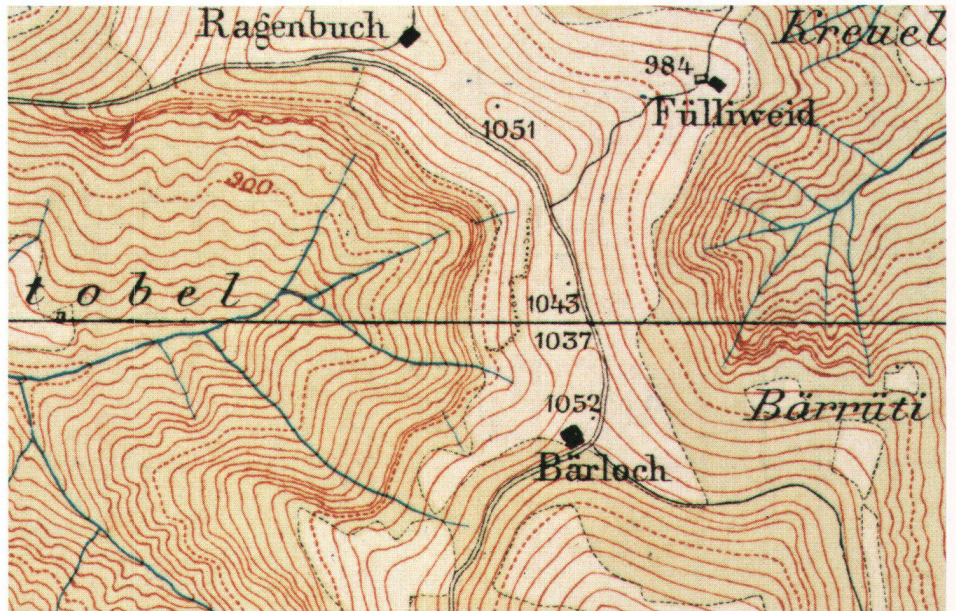 Ragenbuch
Kreuel
984
Fülliweid
1051
900
tobel
1043
1037
1052
Bärrüti
Bärloch